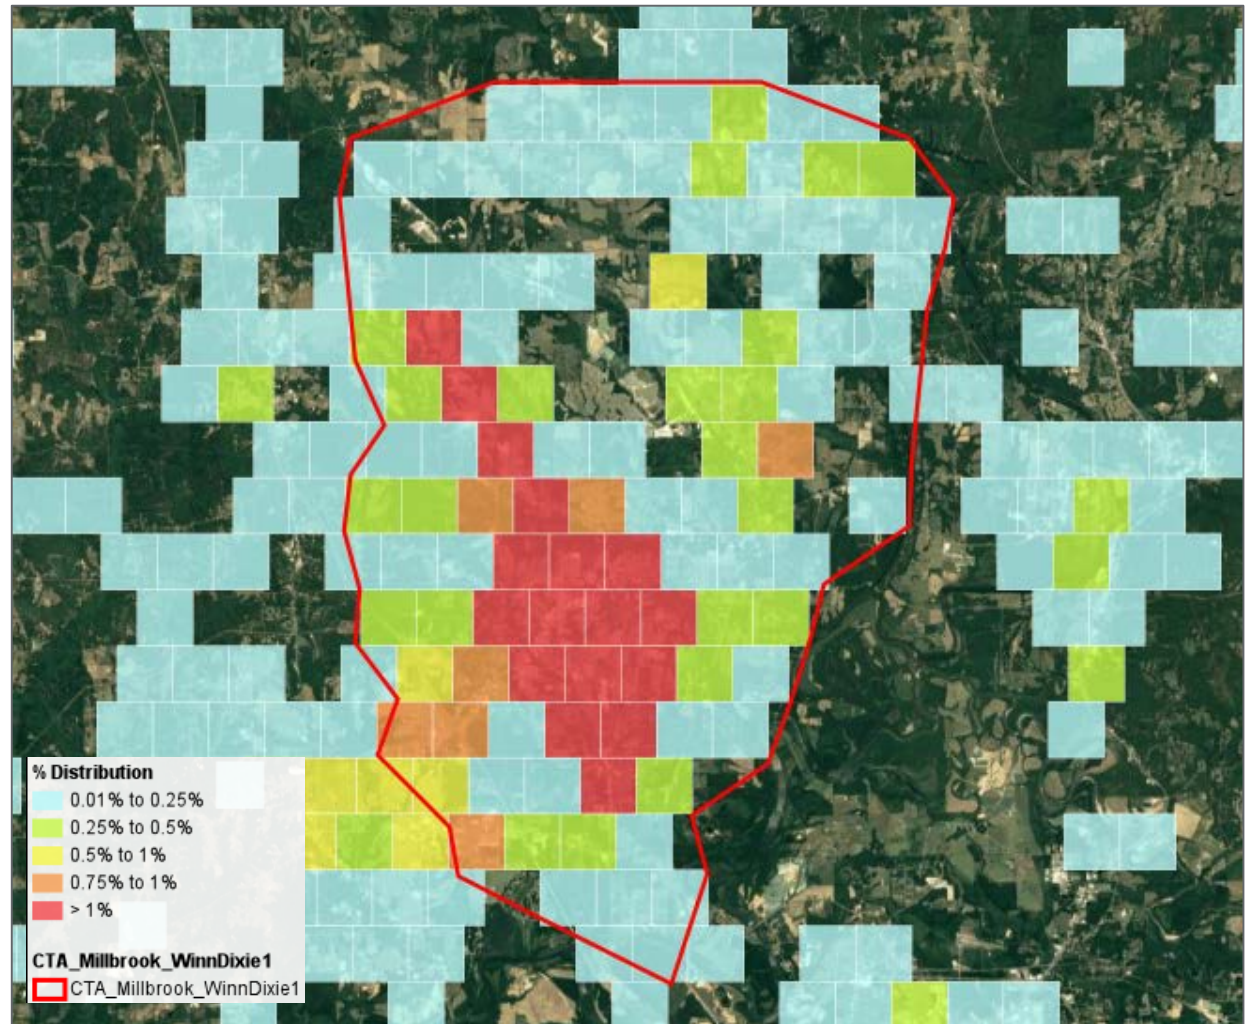 % Distribution
0.01% to 0.25%
0.25% to 0.5%
0.5% to 1%
0.75% to 1%
> 1%
CTA_Millbrook_WinnDixie1
CTA_Millbrook_WinnDixie1